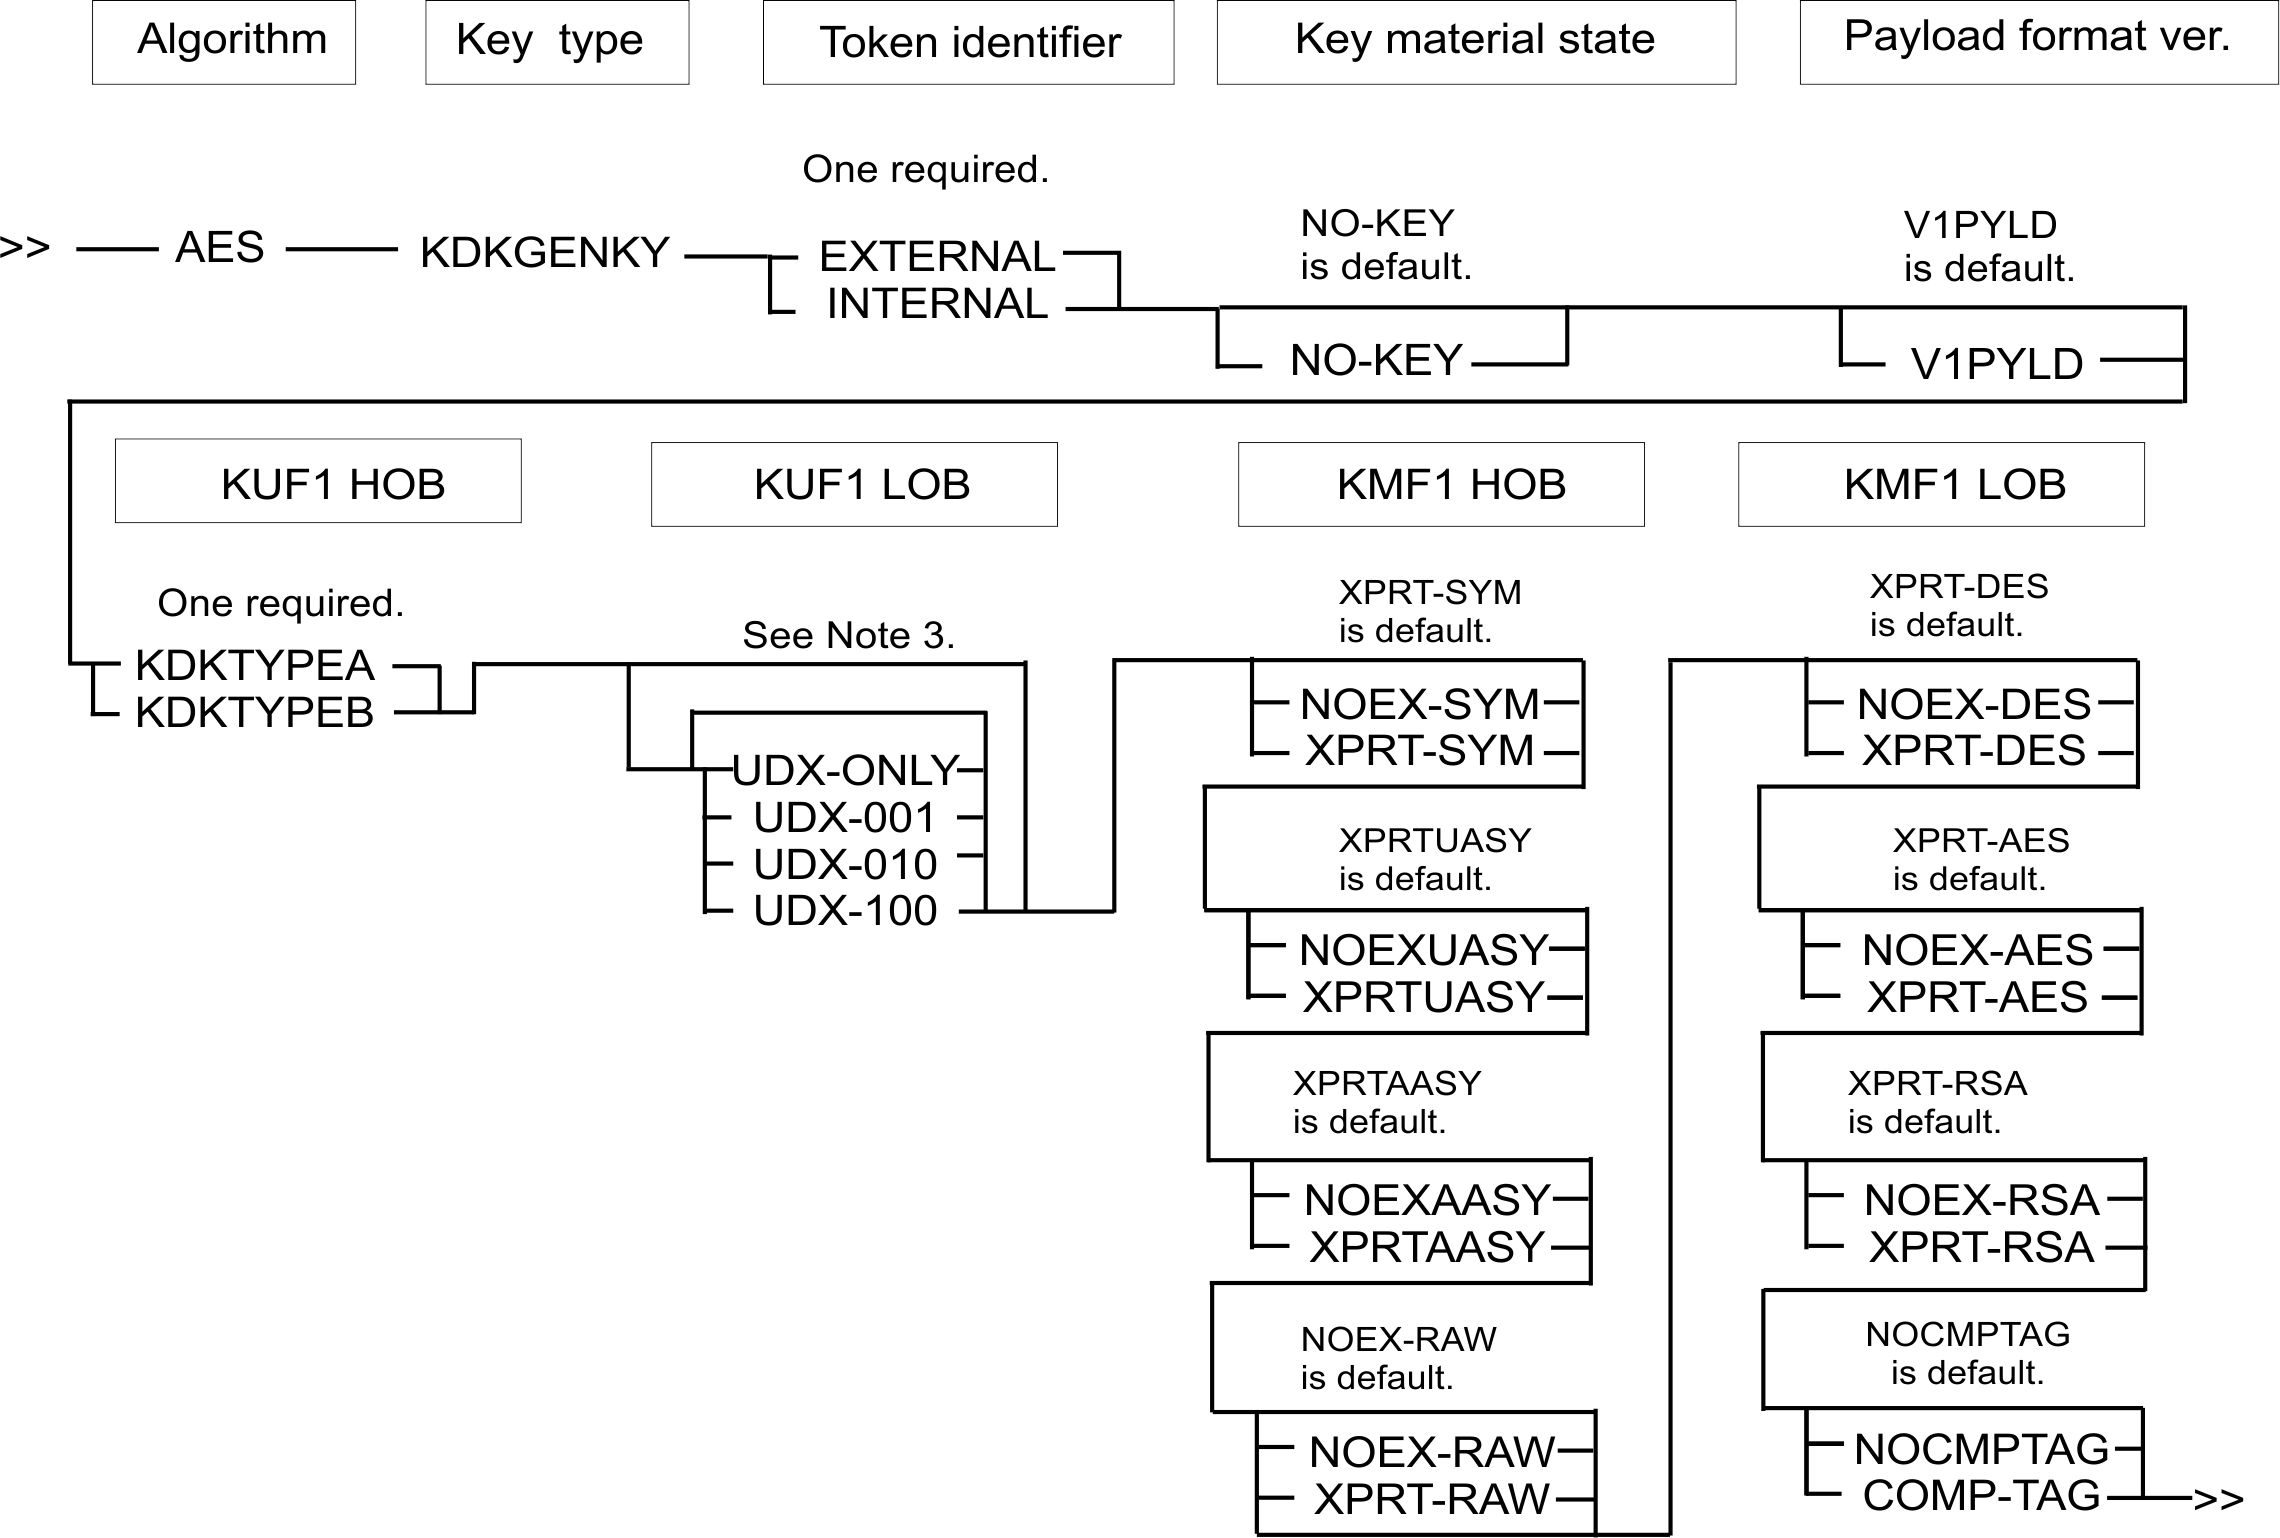 Algorithm
Key type
Token identifier
Key material state
Payload format ver.
One required.
NO-KEY
is default.
V1PYLD
is default.
>>
AES
KDKGENKY
EXTERNAL
INTERNAL
NO-KEY
V1PYLD
KUF1 HOB
KUF1 LOB
KMF1 HOB
KMF1 LOB
One required.
KDKTYPEA
KDKTYPEB
See Note 3.
UDX-ONLY
UDX-001
UDX-010
UDX-100
XPRT-SYM
is default.
NOEX-SYM
XPRT-SYM
XPRTUASY
is default.
NOEXUASY
XPRTUASY
XPRTAASY
is default.
NOEXAASY
XPRTAASY
NOEX-RAW
is default.
NOEX-RAW
XPRT-RAW
XPRT-DES
is default.
NOEX-DES
XPRT-DES
XPRT-AES
is default.
NOEX-AES
XPRT-AES
XPRT-RSA
is default.
NOEX-RSA
XPRT-RSA
NOCMPTAG
is default.
NOCMPTAG
COMP-TAG
>>